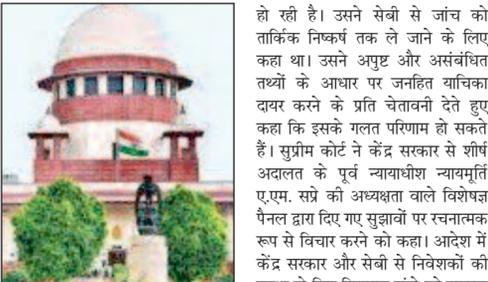 हो रही है। उसने सेबी से जांच को
तार्किक निष्कर्ष तक ले जाने के लिए
कहा था। उसने अपुष्ट और असंबंधित
तथ्यों के आधार पर जनहित याचिका
दायर करने के प्रति चेतावनी देते हुए
कहा कि इसके गलत परिणाम हो सकते
हैं। सुप्रीम कोर्ट ने केंद्र सरकार से शीर्ष
अदालत के पूर्व न्यायाधीश न्यायमूर्ति
ए.एम. सप्रे की अध्यक्षता वाले विशेषज्ञ
पैनल द्वारा दिए गए सुझावों पर रचनात्मक
रूप से विचार करने को कहा। आदेश में
केंद्र सरकार और सेबी से निवेशकों की